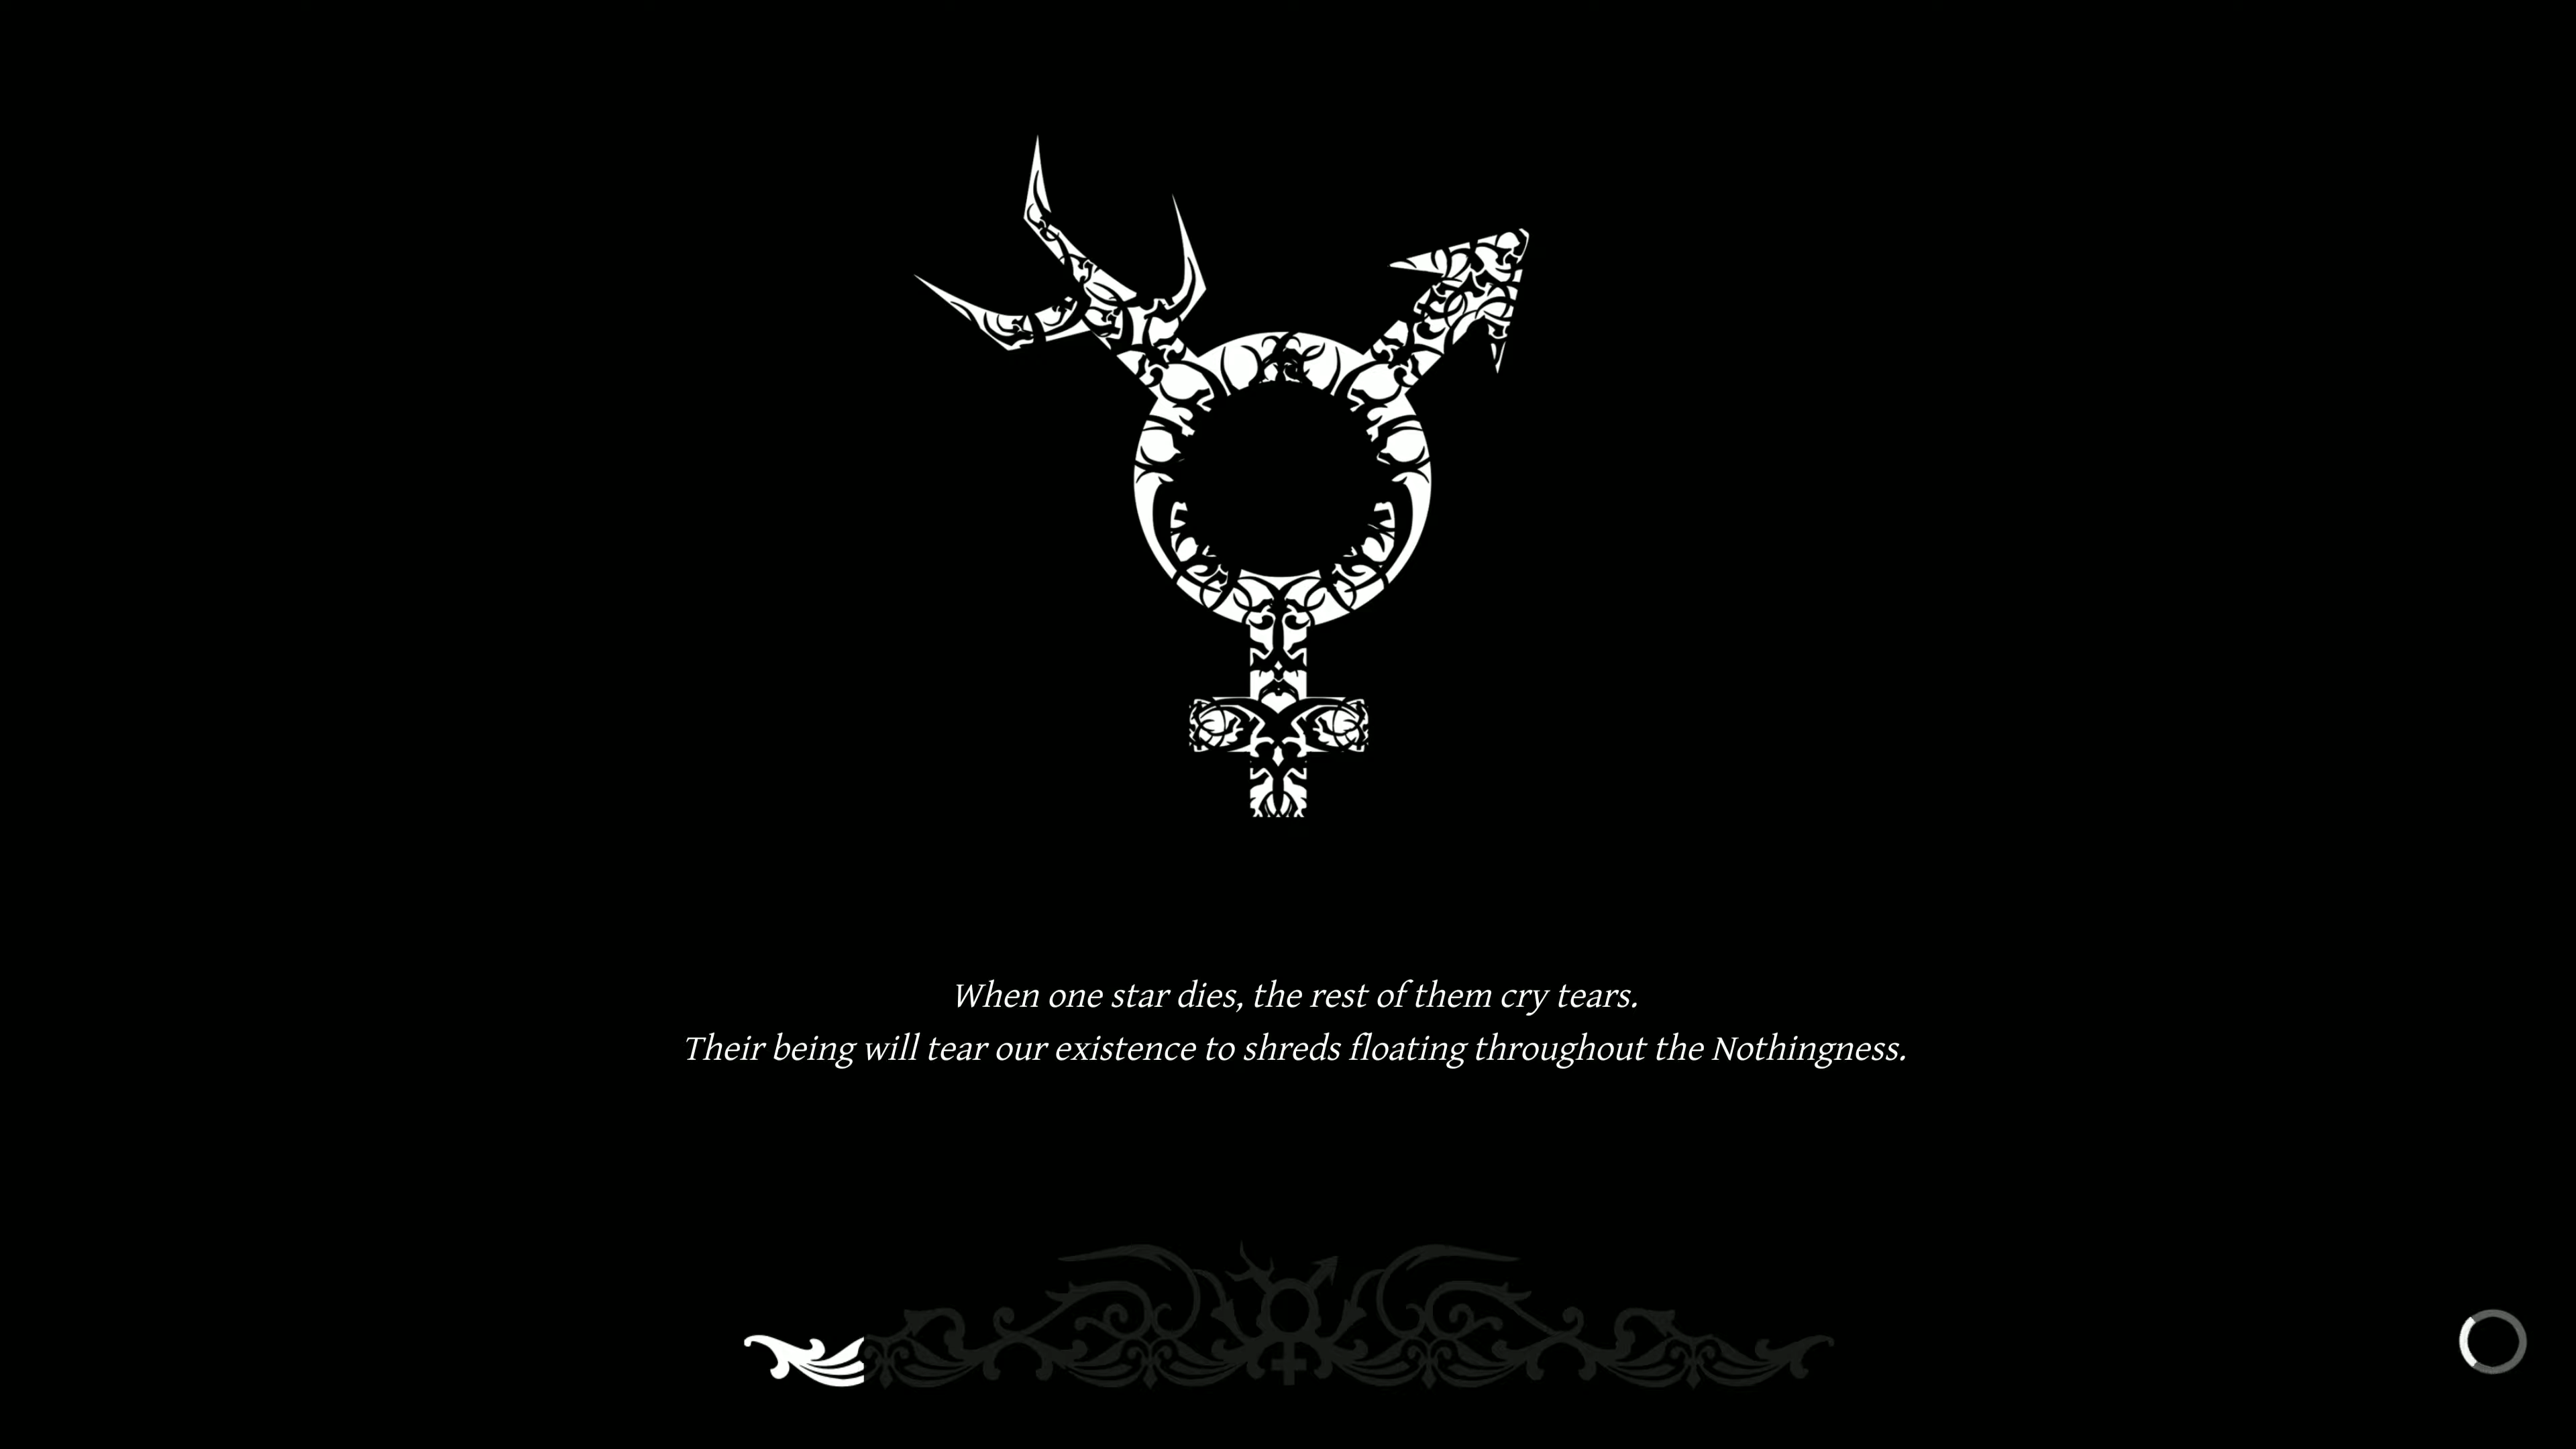 When one star dies, the rest of them cry tears.
Their being will tear our existence to shreds floating throughout the Nothingness.